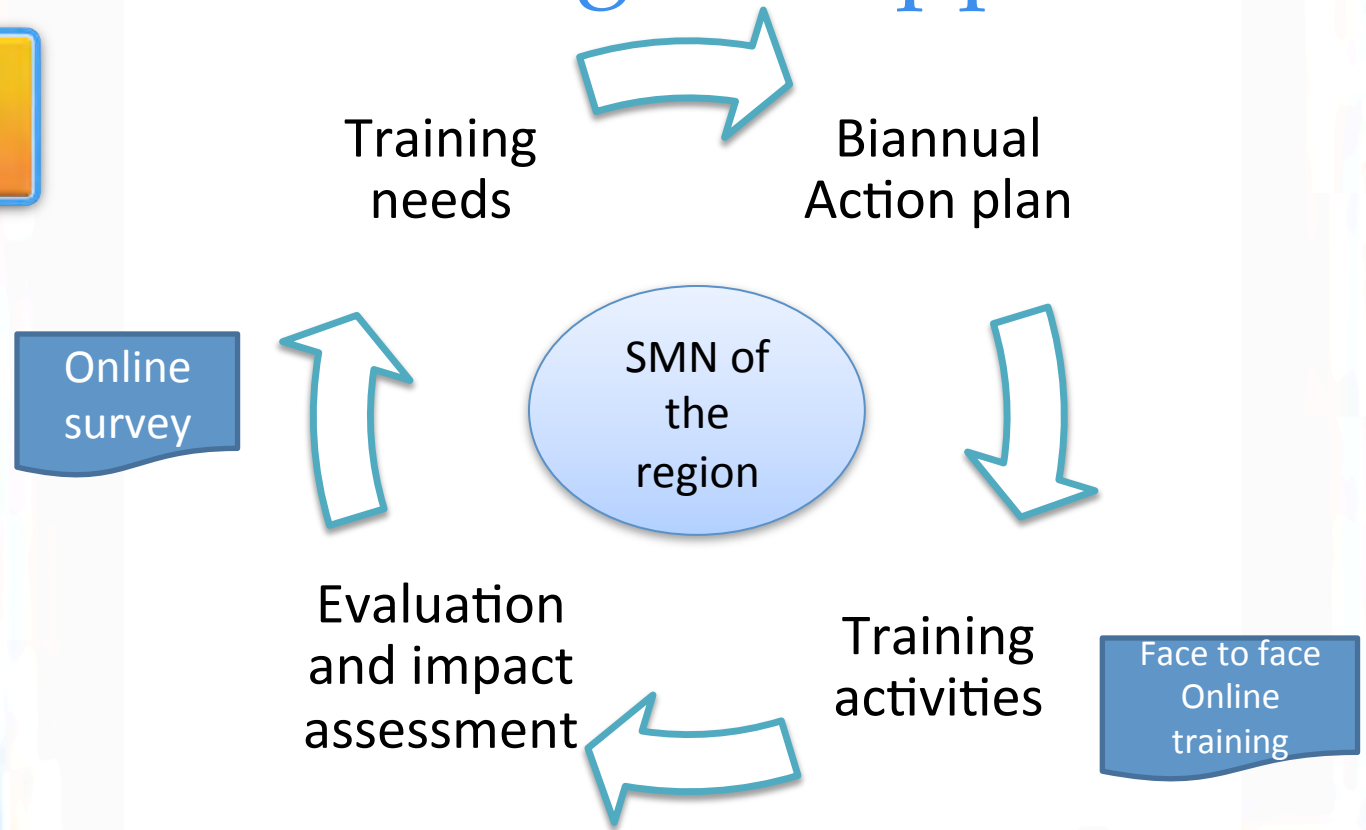 Training
needs
Biannual
Action plan
Online
survey
SMN of
the
region
Evaluation
and impact
assessment
Training
activities
Face to face
Online
training